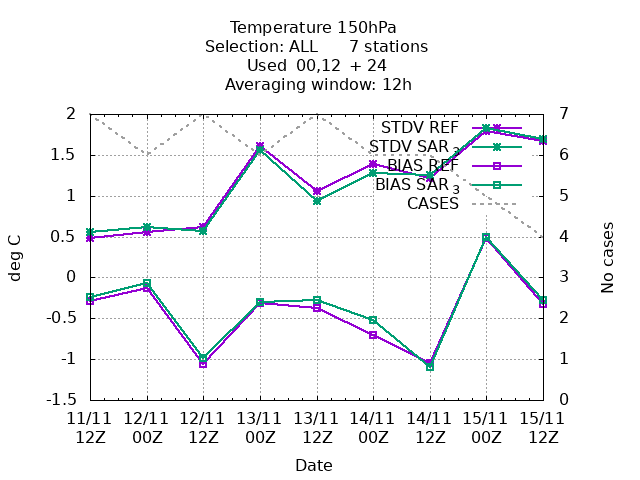 Temperature 150hPa
Selection: ALL 7 stations
Used 00,12 + 24
Averaging window: 12h
2
1.5
1
0.5
0
-0.5
-1
-1.5
deg C
7
6
5
4
3
2
1
0
No cases
STDV REF
STDV SAR 3
BIAS REF
BIAS SAR 3
CASES
11/11 12/11 12/11 13/11 13/11 14/11 14/11 15/11 15/11
12Z 00Z 12Z 00Z 12Z 00Z 12Z 00Z 12Z
Date